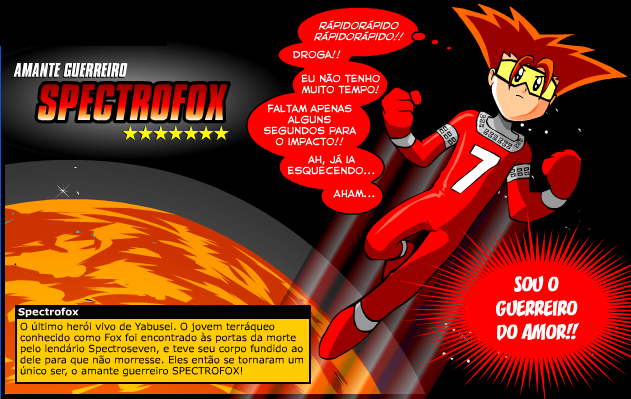 AMANTE GUERREIRO
SPECTROFOX
RÁPIDORÁPIDO
RÁPIDORÁPIDO!!
DROGA!!
EU NÃO TENHO
MUITO TEMPO!
FALTAM APENAS
ALGUNS
SEGUNDOS PARA
O IMPACTO!!
AH, JÁ IA
ESQUECENDO...
AHAM...
7
SOU O
GUERREIRO
DO AMOR!!
Spectrofox
O último herói vivo de Yabusei. O jovem terráqueo
conhecido como Fox foi encontrado às portas da morte
pelo lendário Spectroseven, e teve seu corpo fundido ao
dele para que não morresse. Eles então se tornaram um
único ser, o amante guerreiro SPECTROFOX!